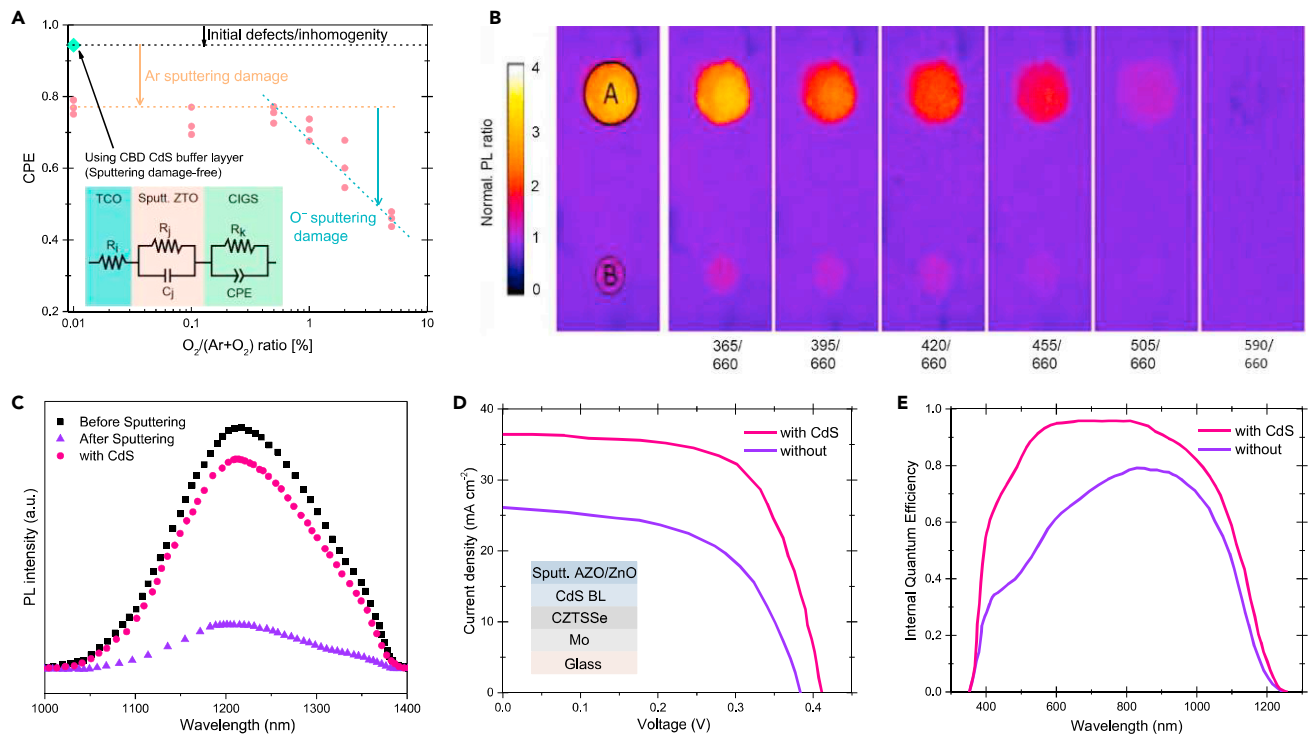 A
CPE
1.0
0.9
0.8
0.6
0.4
0.2
0.01
0.1
1
10
O₂/(Ar+O₂) ratio [%]
Initial defects/inhomogenity
Ar sputtering damage
Using CBD CdS buffer layyer
(Sputtering damage-free)
O⁻ sputtering
damage
TCO
Sputt. ZTO
CIGS
Rᵢ
Rⱼ
Cⱼ
Rₖ
CPE
B
Normal. PL ratio
4
3
2
1
0
A
B
365/
660
395/
660
420/
660
455/
660
505/
660
590/
660
C
PL intensity (a.u.)
Before Sputtering
After Sputtering
with CdS
1000
1100
1200
1300
1400
Wavelength (nm)
D
Current density (mA cm⁻²)
40
30
20
10
0
with CdS
without
Sputt. AZO/ZnO
CdS BL
CZTSSe
Mo
Glass
0.0
0.1
0.2
0.3
0.4
Voltage (V)
E
Internal Quantum Efficiency
1.0
0.8
0.6
0.4
0.2
0.0
with CdS
without
400
600
800
1000
1200
Wavelength (nm)